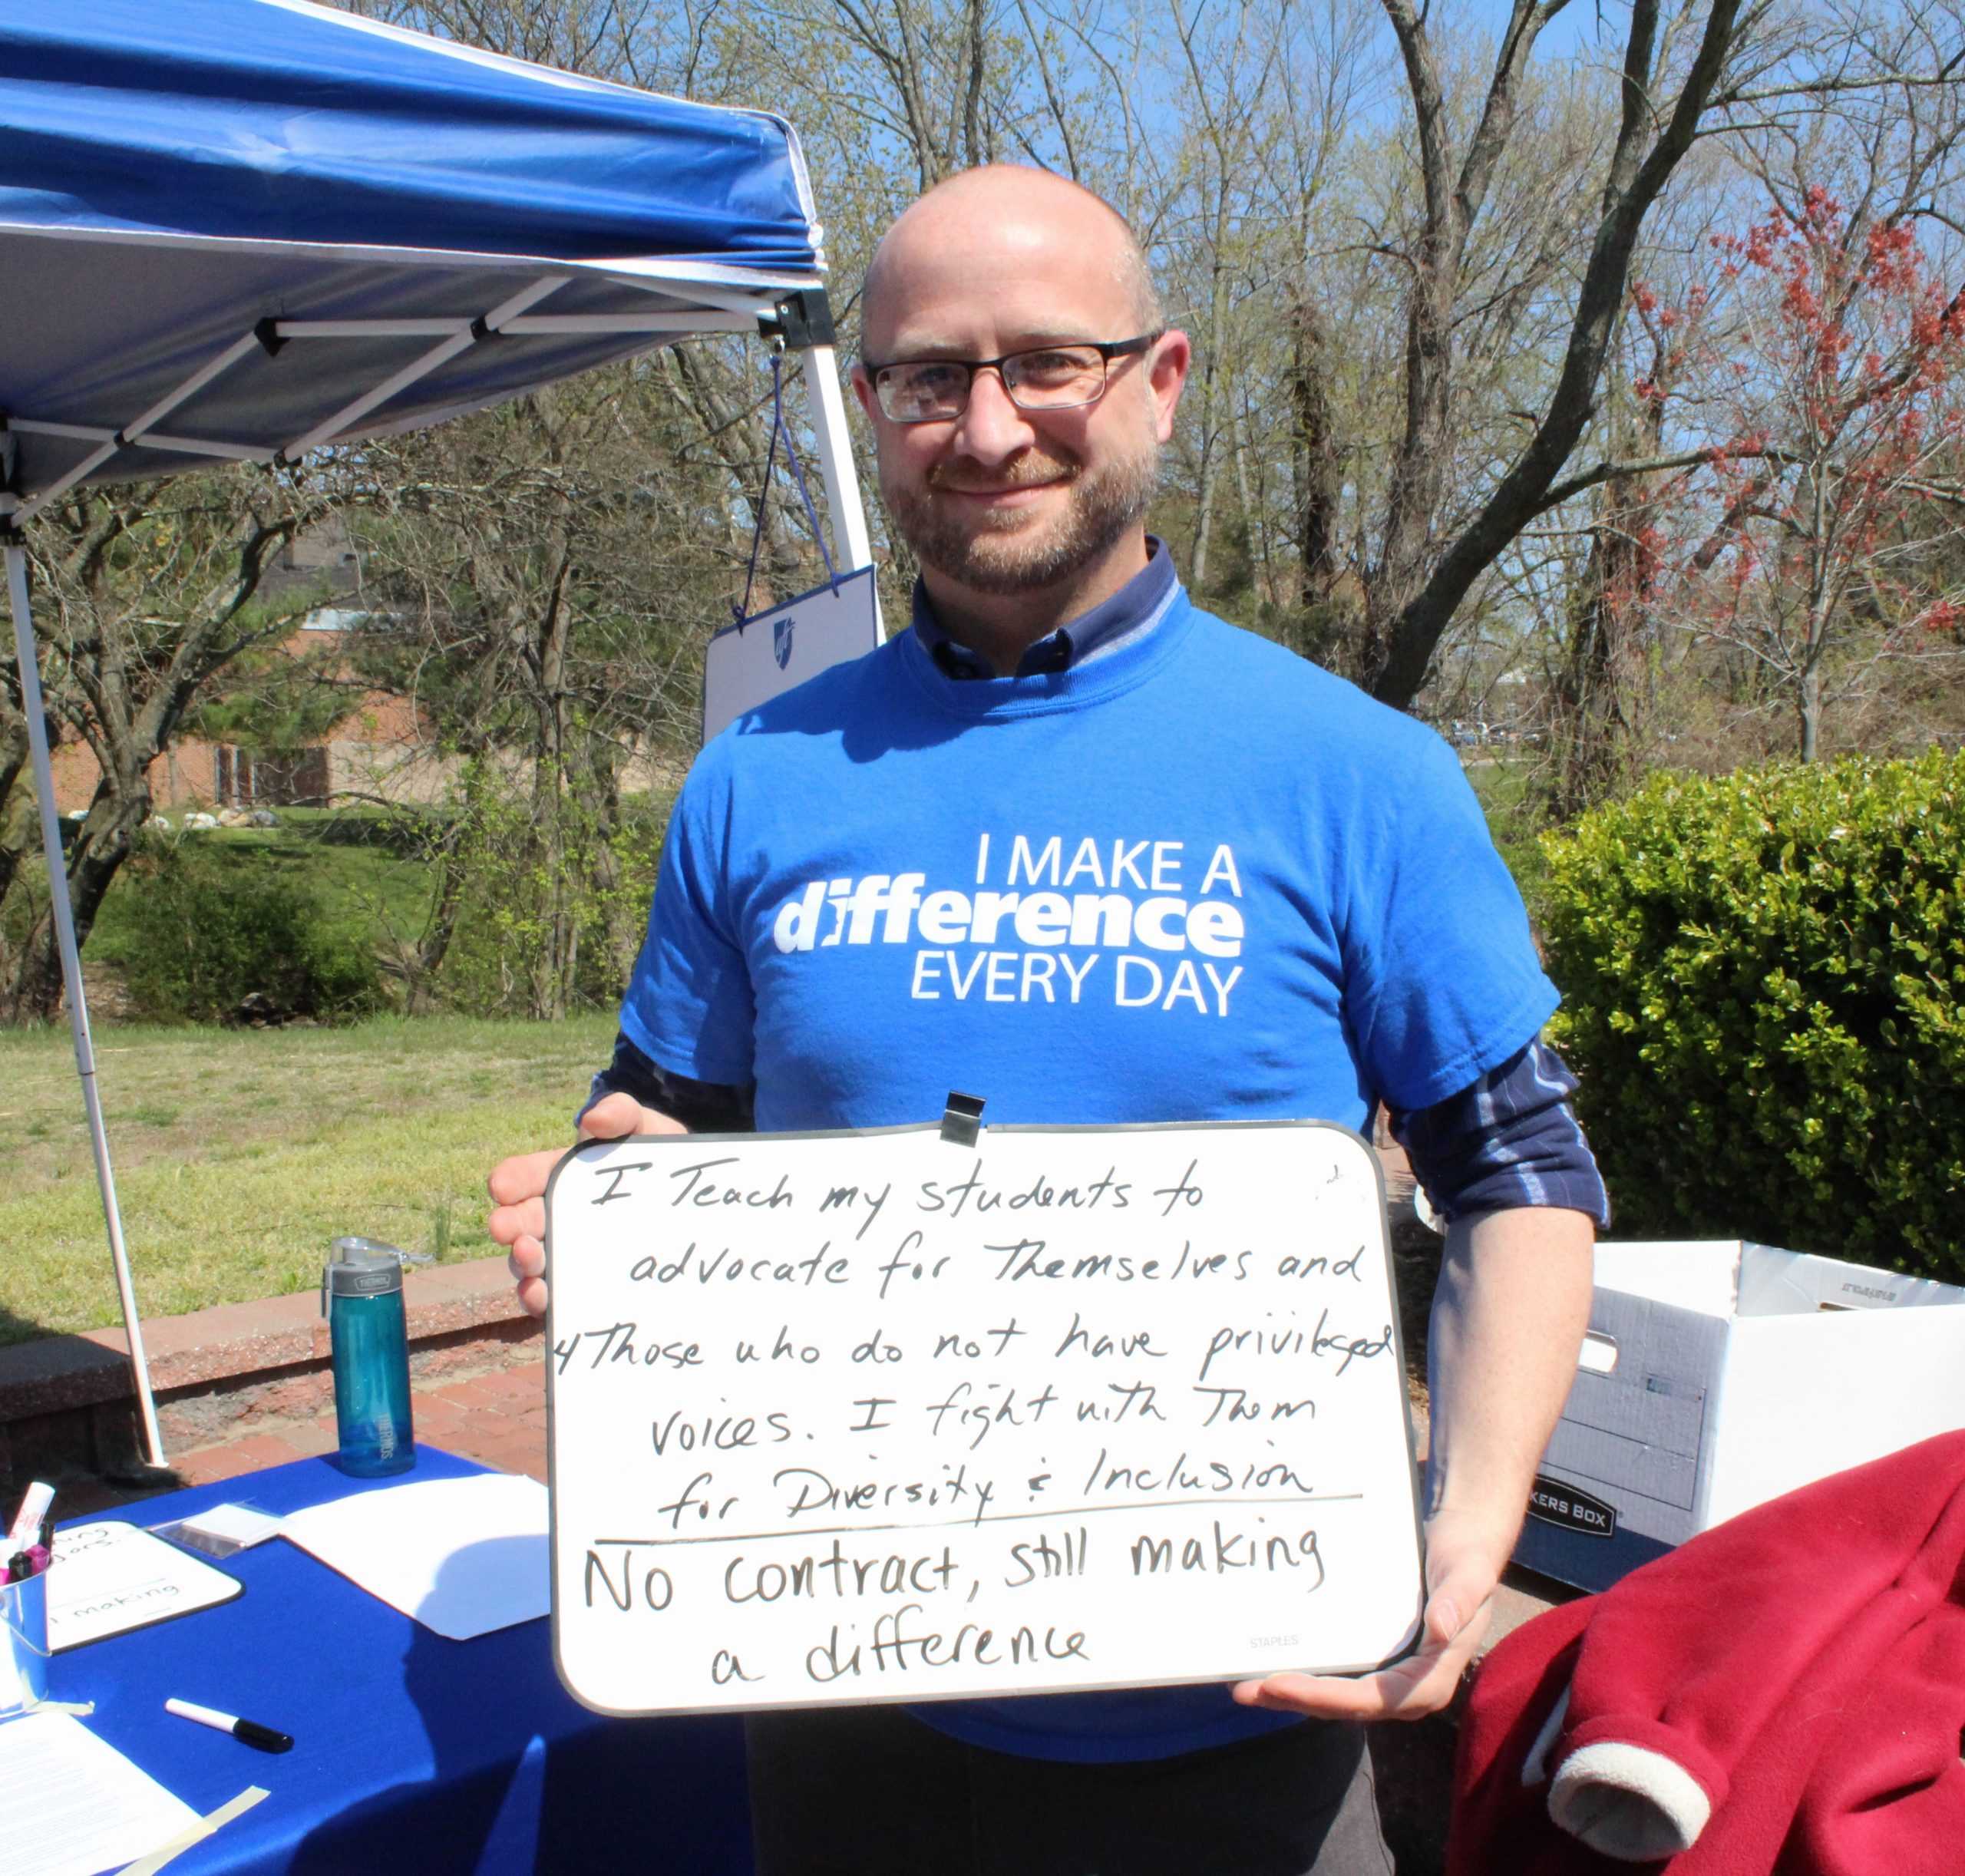 I MAKE A
difference
EVERY DAY
I Teach my students to
advocate for Themselves and
Those who do not have privileged
voices. I fight with Them
for Diversity & Inclusion
No contract, still making
a difference
STAPLES
THERMOS
THERMOS
KERS BOX
making